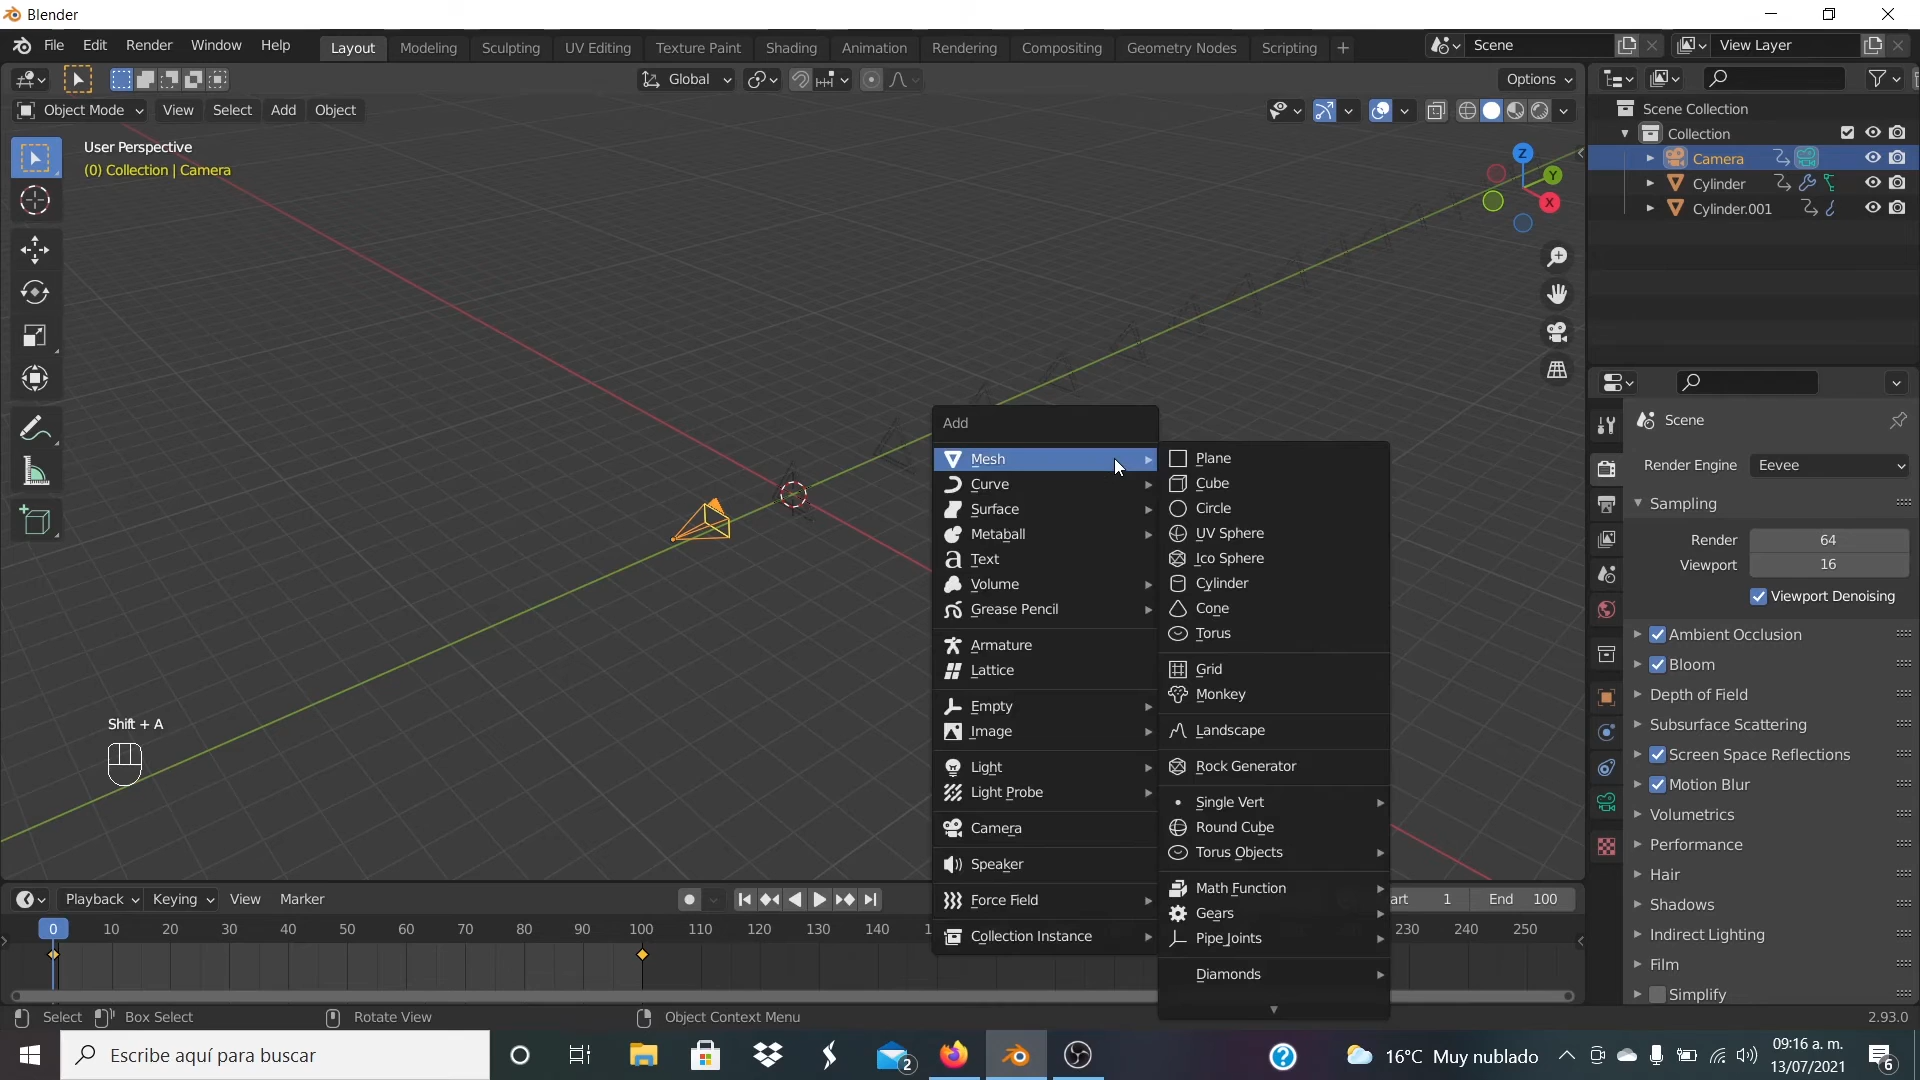 Blender
File Edit Render Window Help Layout Modeling Sculpting UV Editing Texture Paint Shading Animation Rendering Compositing Geometry Nodes Scripting + Scene View Layer
Global Options
Object Mode View Select Add Object
User Perspective
(0) Collection | Camera
Z
Y
X
Scene Collection
Collection
Camera
Cylinder
Cylinder.001
Add
Mesh
Curve
Surface
Metaball
Text
Volume
Grease Pencil
Armature
Lattice
Empty
Image
Light
Light Probe
Camera
Speaker
Force Field
Collection Instance
Plane
Cube
Circle
UV Sphere
Ico Sphere
Cylinder
Cone
Torus
Grid
Monkey
Landscape
Rock Generator
Single Vert
Round Cube
Torus Objects
Math Function
Gears
Pipe Joints
Diamonds
Shift + A
Scene
Render Engine Eevee
Sampling
Render 64
Viewport 16
Viewport Denoising
Ambient Occlusion
Bloom
Depth of Field
Subsurface Scattering
Screen Space Reflections
Motion Blur
Volumetrics
Performance
Hair
Shadows
Indirect Lighting
Film
Simplify
Playback Keying View Marker art 1 End 100
0 10 20 30 40 50 60 70 80 90 100 110 120 130 140 1 230 240 250
Select Box Select Rotate View Object Context Menu 2.93.0
Escribe aquí para buscar 2 16°C Muy nublado 09:16 a. m.
13/07/2021 6